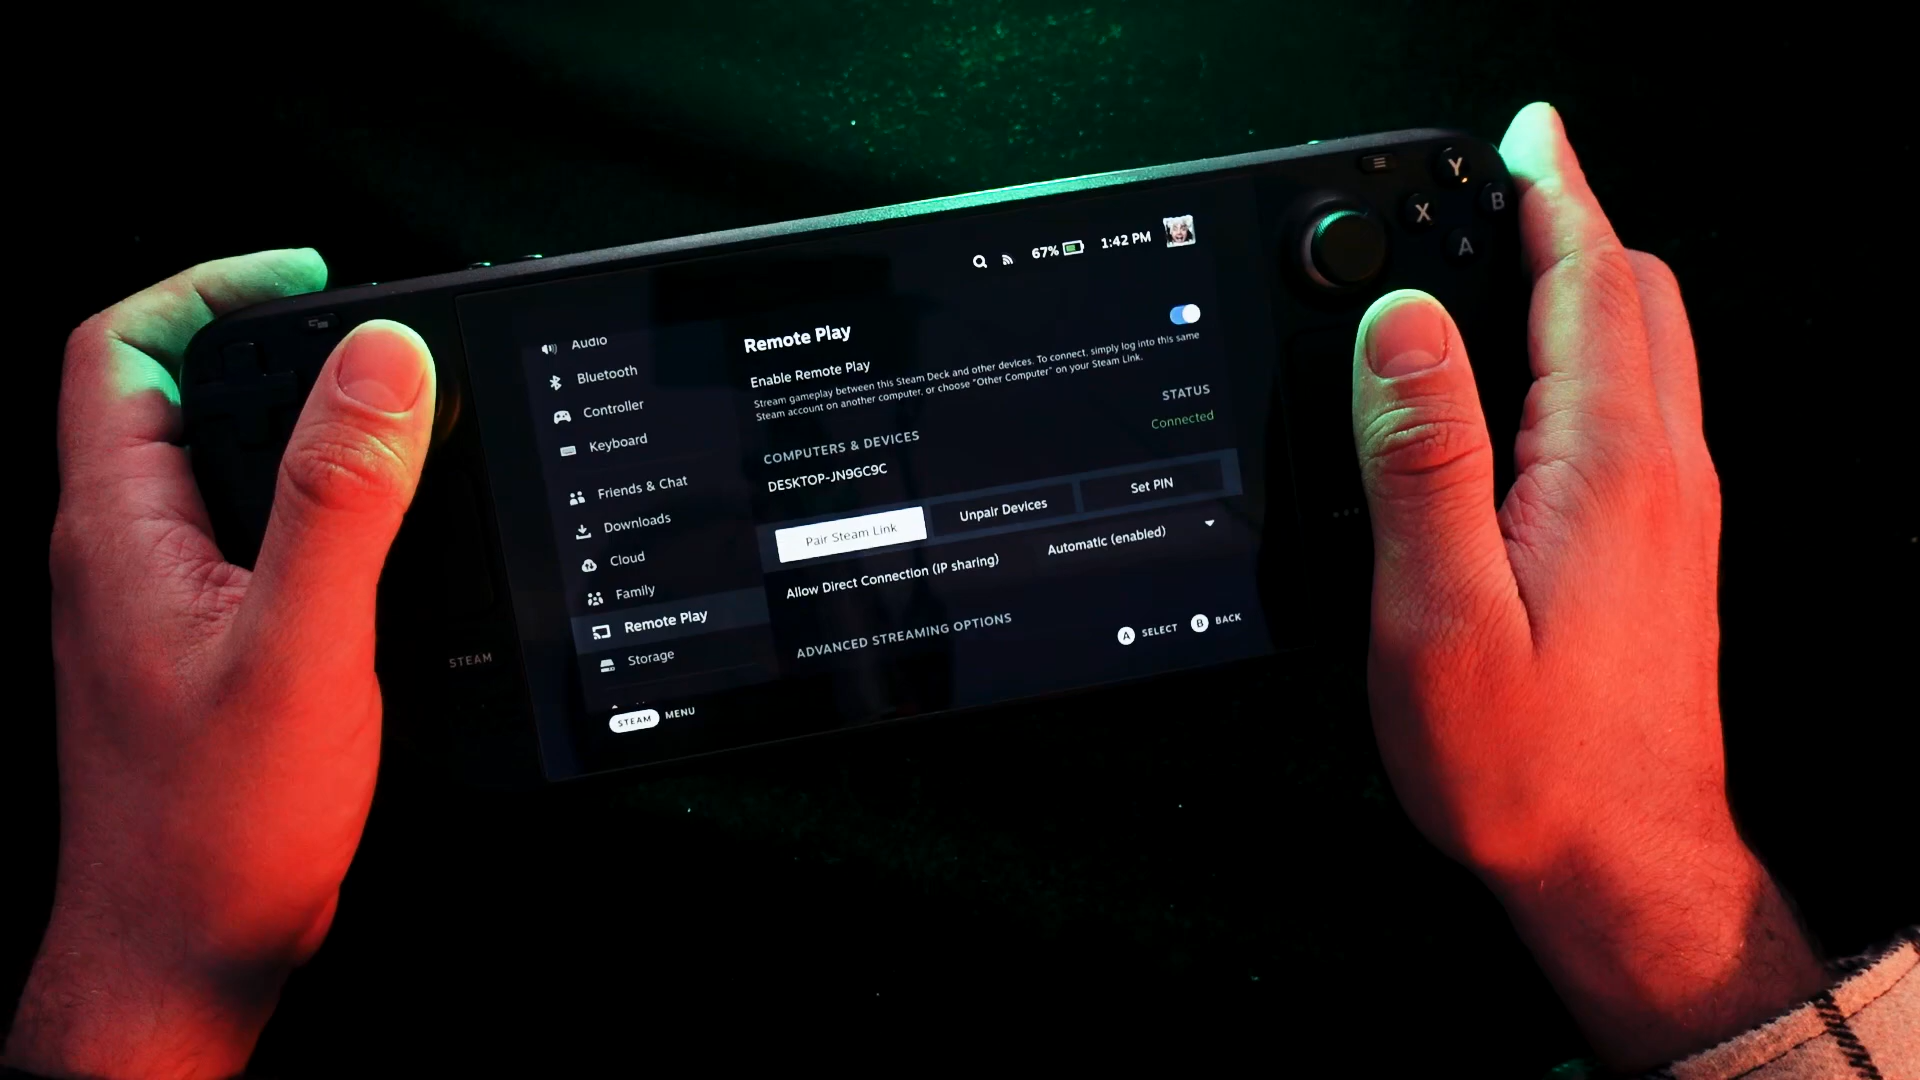 67% 1:42 PM
Audio
Bluetooth
Controller
Keyboard
Friends & Chat
Downloads
Cloud
Family
Remote Play
Storage
STEAM MENU
Remote Play
Enable Remote Play
Stream gameplay between this Steam Deck and other devices. To connect, simply log into this same
Steam account on another computer, or choose "Other Computer" on your Steam Link.
COMPUTERS & DEVICES STATUS
DESKTOP-JN9GC9C Connected
Pair Steam Link Unpair Devices Set PIN
Allow Direct Connection (IP sharing) Automatic (enabled)
ADVANCED STREAMING OPTIONS
A SELECT B BACK
STEAM
Y
X B
A